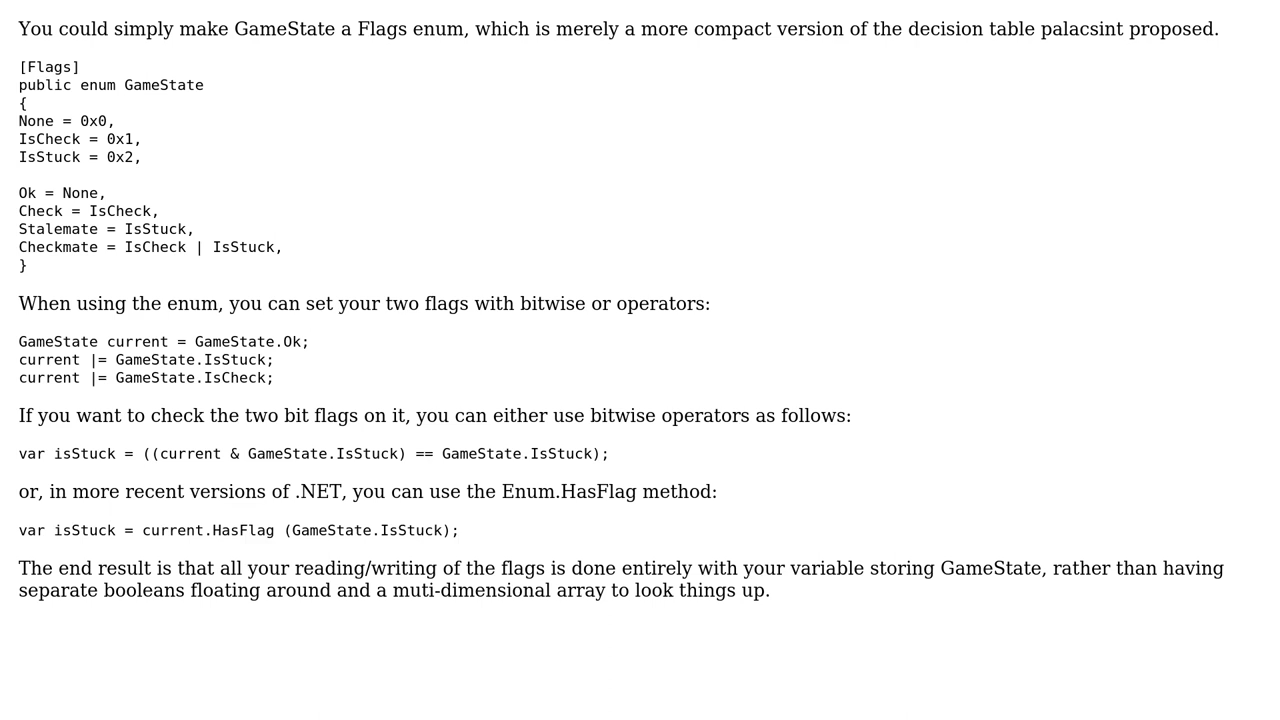 You could simply make GameState a Flags enum, which is merely a more compact version of the decision table palacsint proposed.
[Flags]
public enum GameState
{
None = 0x0,
IsCheck = 0x1,
IsStuck = 0x2,
Ok = None,
Check = IsCheck,
Stalemate = IsStuck,
Checkmate = IsCheck | IsStuck,
}
When using the enum, you can set your two flags with bitwise or operators:
GameState current = GameState.Ok;
current |= GameState.IsStuck;
current |= GameState.IsCheck;
If you want to check the two bit flags on it, you can either use bitwise operators as follows:
var isStuck = ((current & GameState.IsStuck) == GameState.IsStuck);
or, in more recent versions of .NET, you can use the Enum.HasFlag method:
var isStuck = current.HasFlag (GameState.IsStuck);
The end result is that all your reading/writing of the flags is done entirely with your variable storing GameState, rather than having
separate booleans floating around and a muti-dimensional array to look things up.